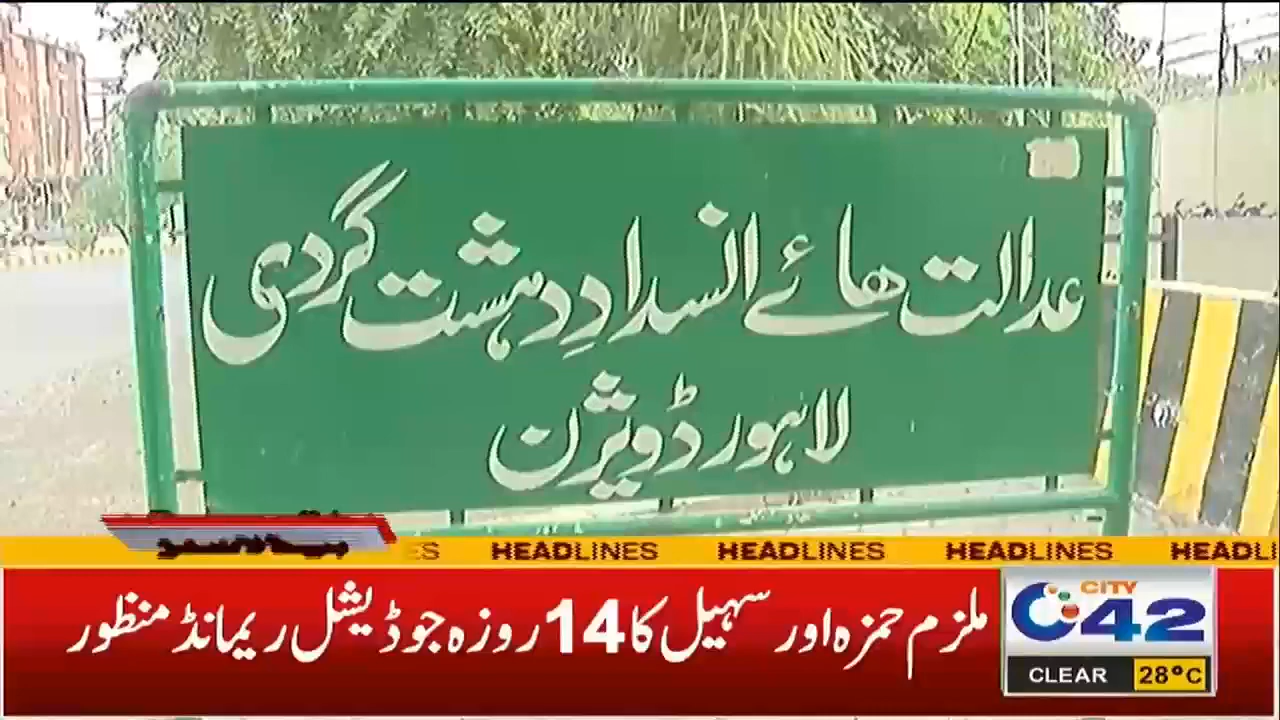 عدالت ھائے انسدادِ دہشت گردی
لاہور ڈویژن
HEADLINES HEADLINES HEADLINES
ملزم حمزہ اور سہیل کا 14 روزہ جوڈیشل ریمانڈ منظور
CITY
42
CLEAR 28°C